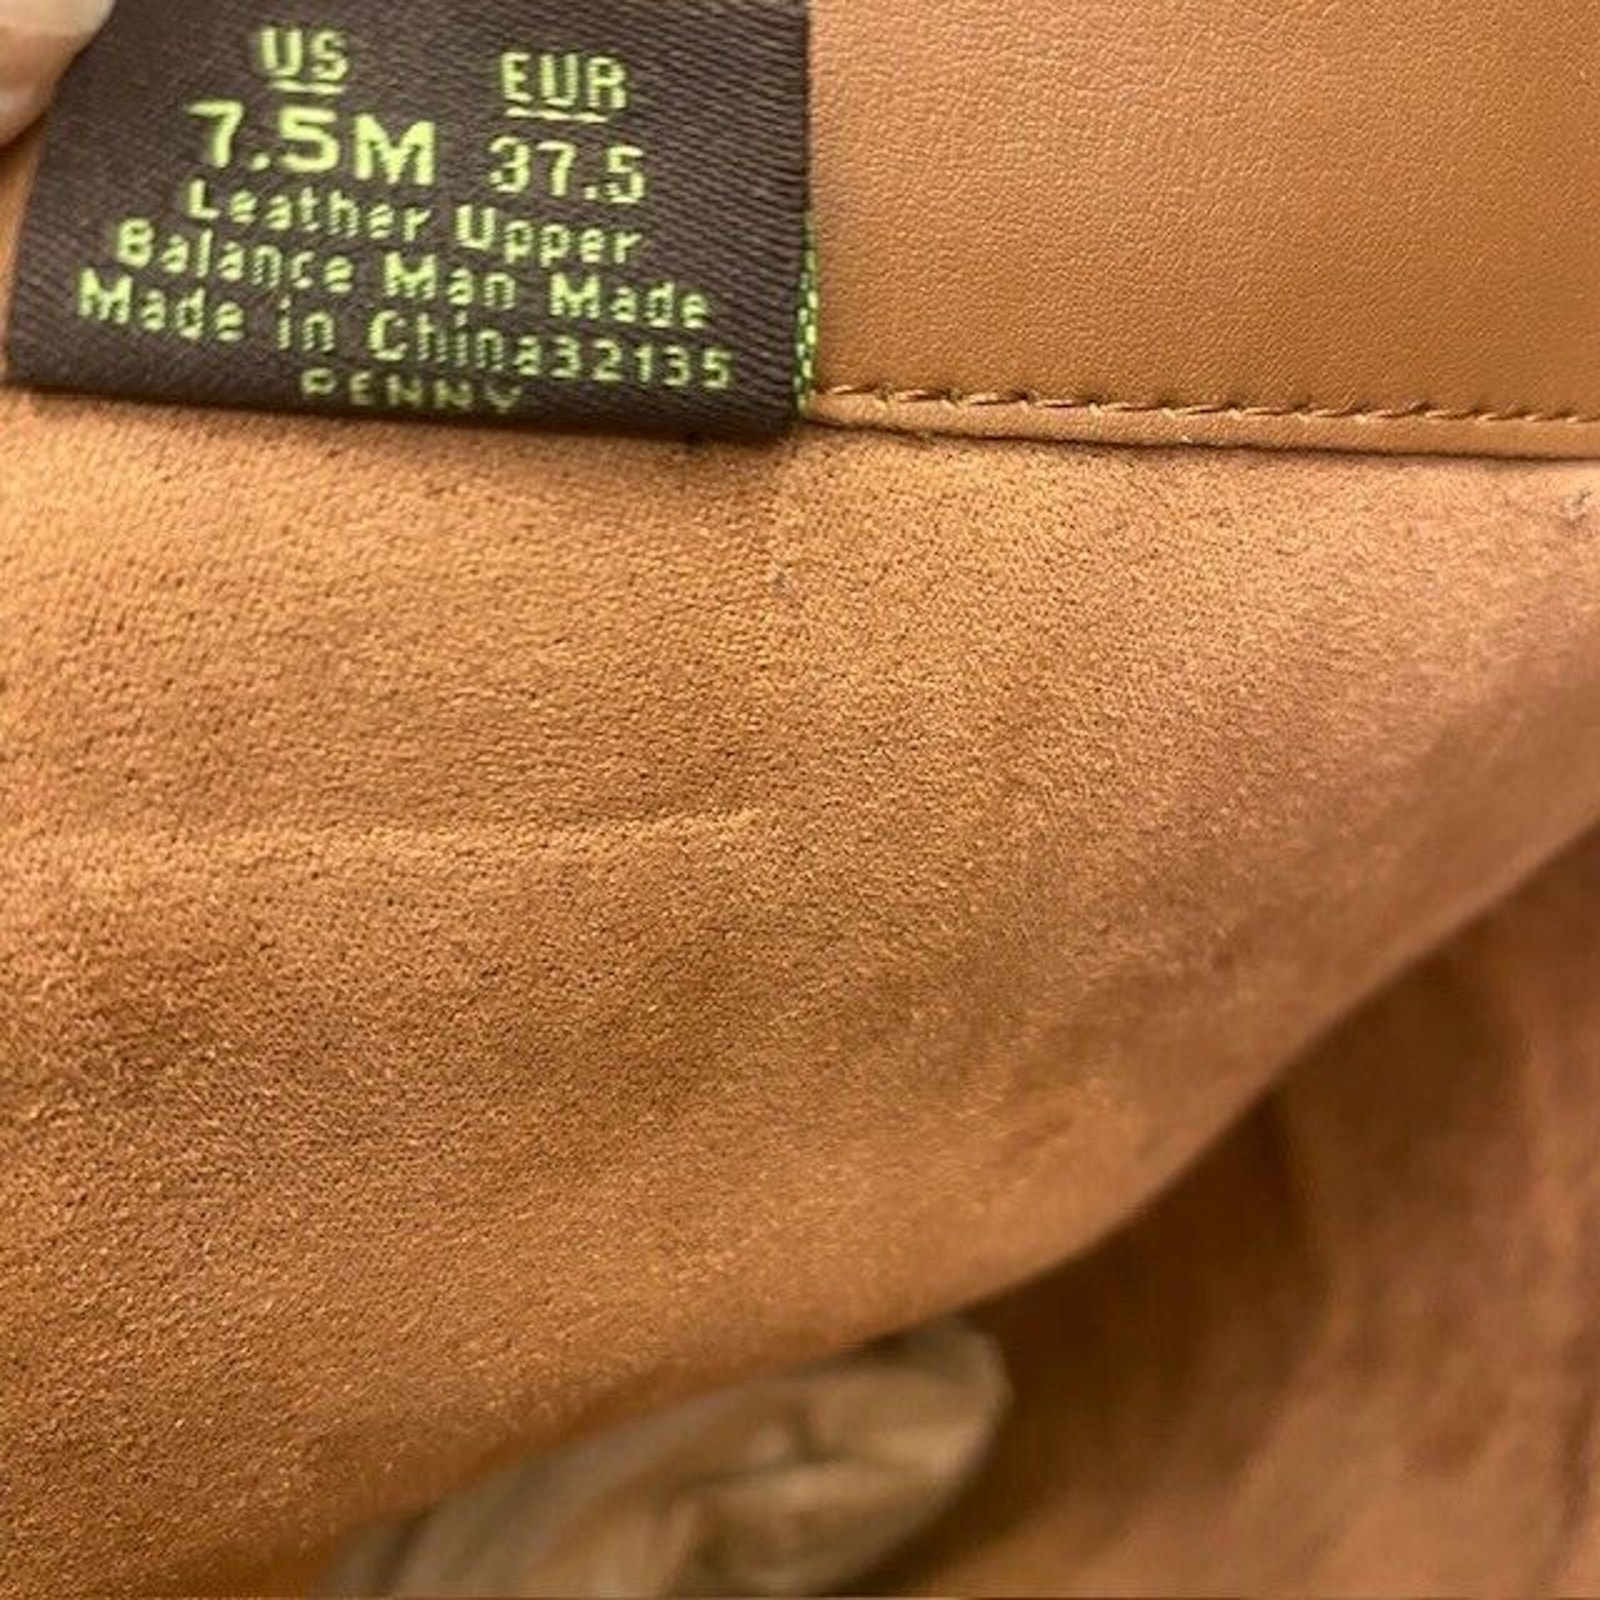 US EUR
7.5M 37.5
Leather Upper
Balance Man Made
Made in China32135
PENNY